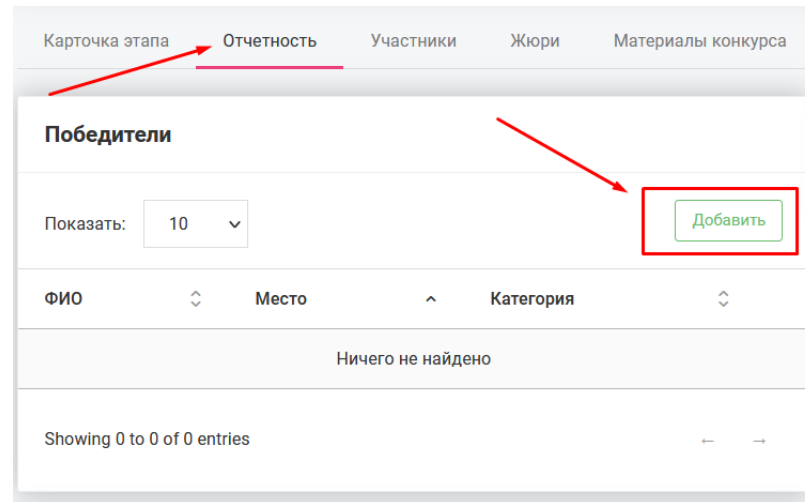 Карточка этапа Отчетность Участники Жюри Материалы конкурса
Победители
Показать: 10 Добавить
ФИО Место Категория
Ничего не найдено
Showing 0 to 0 of 0 entries ← →